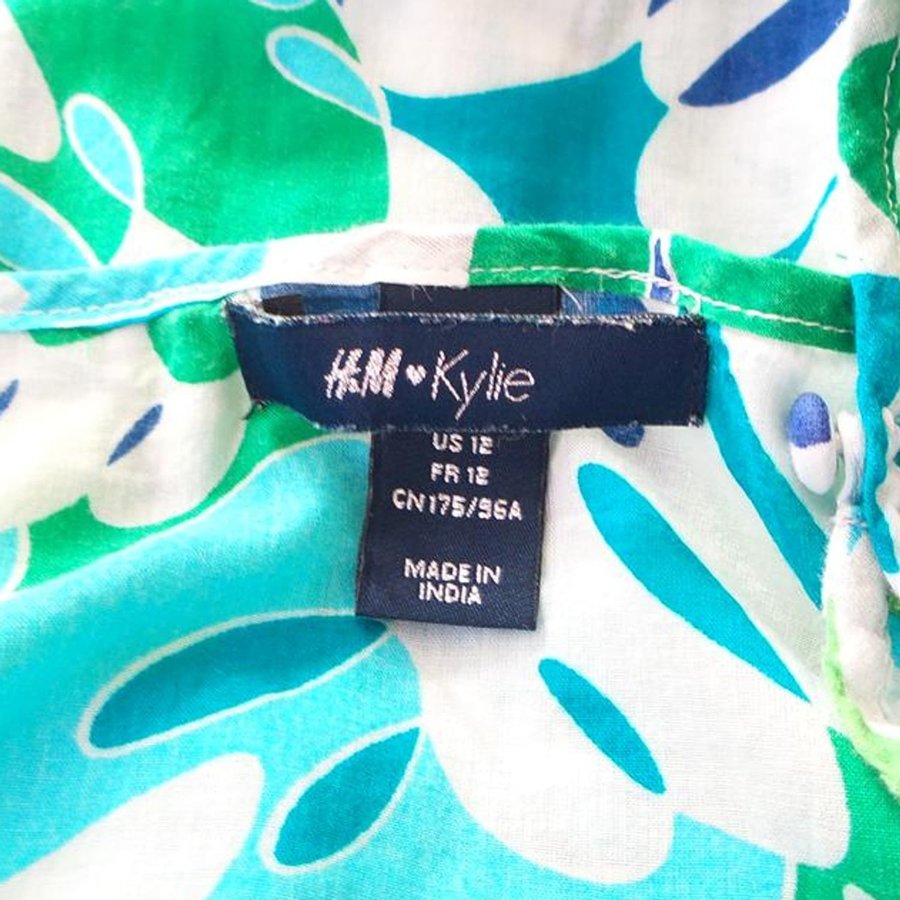 H&M ♥ Kylie
US 12
FR 12
CN175/96A
MADE IN
INDIA